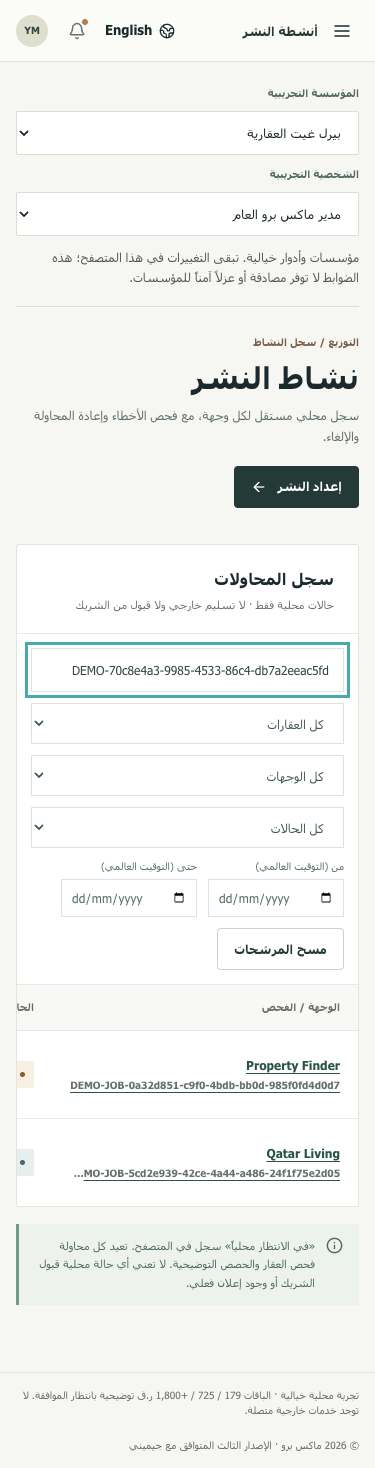 أنشطة النشر
English
YM
المؤسسة التجريبية
بيرل غيت العقارية
الشخصية التجريبية
مدير ماكس برو العام
مؤسسات وأدوار خيالية. تبقى التغييرات في هذا المتصفح؛ هذه
الضوابط لا توفر مصادقة أو عزلاً آمناً للمؤسسات.
التوزيع / سجل النشاط
نشاط النشر
سجل محلي مستقل لكل وجهة، مع فحص الأخطاء وإعادة المحاولة
والإلغاء.
إعداد النشر ←
سجل المحاولات
حالات محلية فقط · لا تسليم خارجي ولا قبول من الشريك
DEMO-70c8e4a3-9985-4533-86c4-db7a2eeac5fd
كل العقارات
كل الوجهات
كل الحالات
من (التوقيت العالمي)
حتى (التوقيت العالمي)
dd/mm/yyyy
dd/mm/yyyy
مسح المرشحات
الوجهة / الفحص
الحا
Property Finder
DEMO-JOB-0a32d851-c9f0-4bdb-bb0d-985f0fd4d0d7
Qatar Living
...MO-JOB-5cd2e939-42ce-4a44-a486-24f1f75e2d05
«في الانتظار محلياً» سجل في المتصفح. تعيد كل محاولة
فحص العقار والحصص التوضيحية. لا تعني أي حالة محلية قبول
الشريك أو وجود إعلان فعلي.
تجربة محلية خيالية · الباقات 179 / 725 / +1,800 ر.ق توضيحية بانتظار الموافقة. لا
توجد خدمات خارجية متصلة.
© 2026 ماكس برو · الإصدار الثالث المتوافق مع جيميني